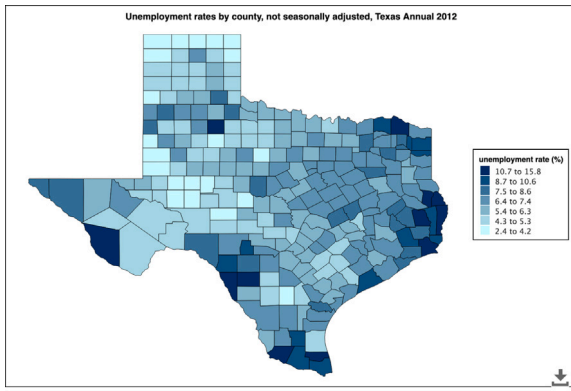 Unemployment rates by county, not seasonally adjusted, Texas Annual 2012
unemployment rate (%)
10.7 to 15.8
8.7 to 10.6
7.5 to 8.6
6.4 to 7.4
5.4 to 6.3
4.3 to 5.3
2.4 to 4.2